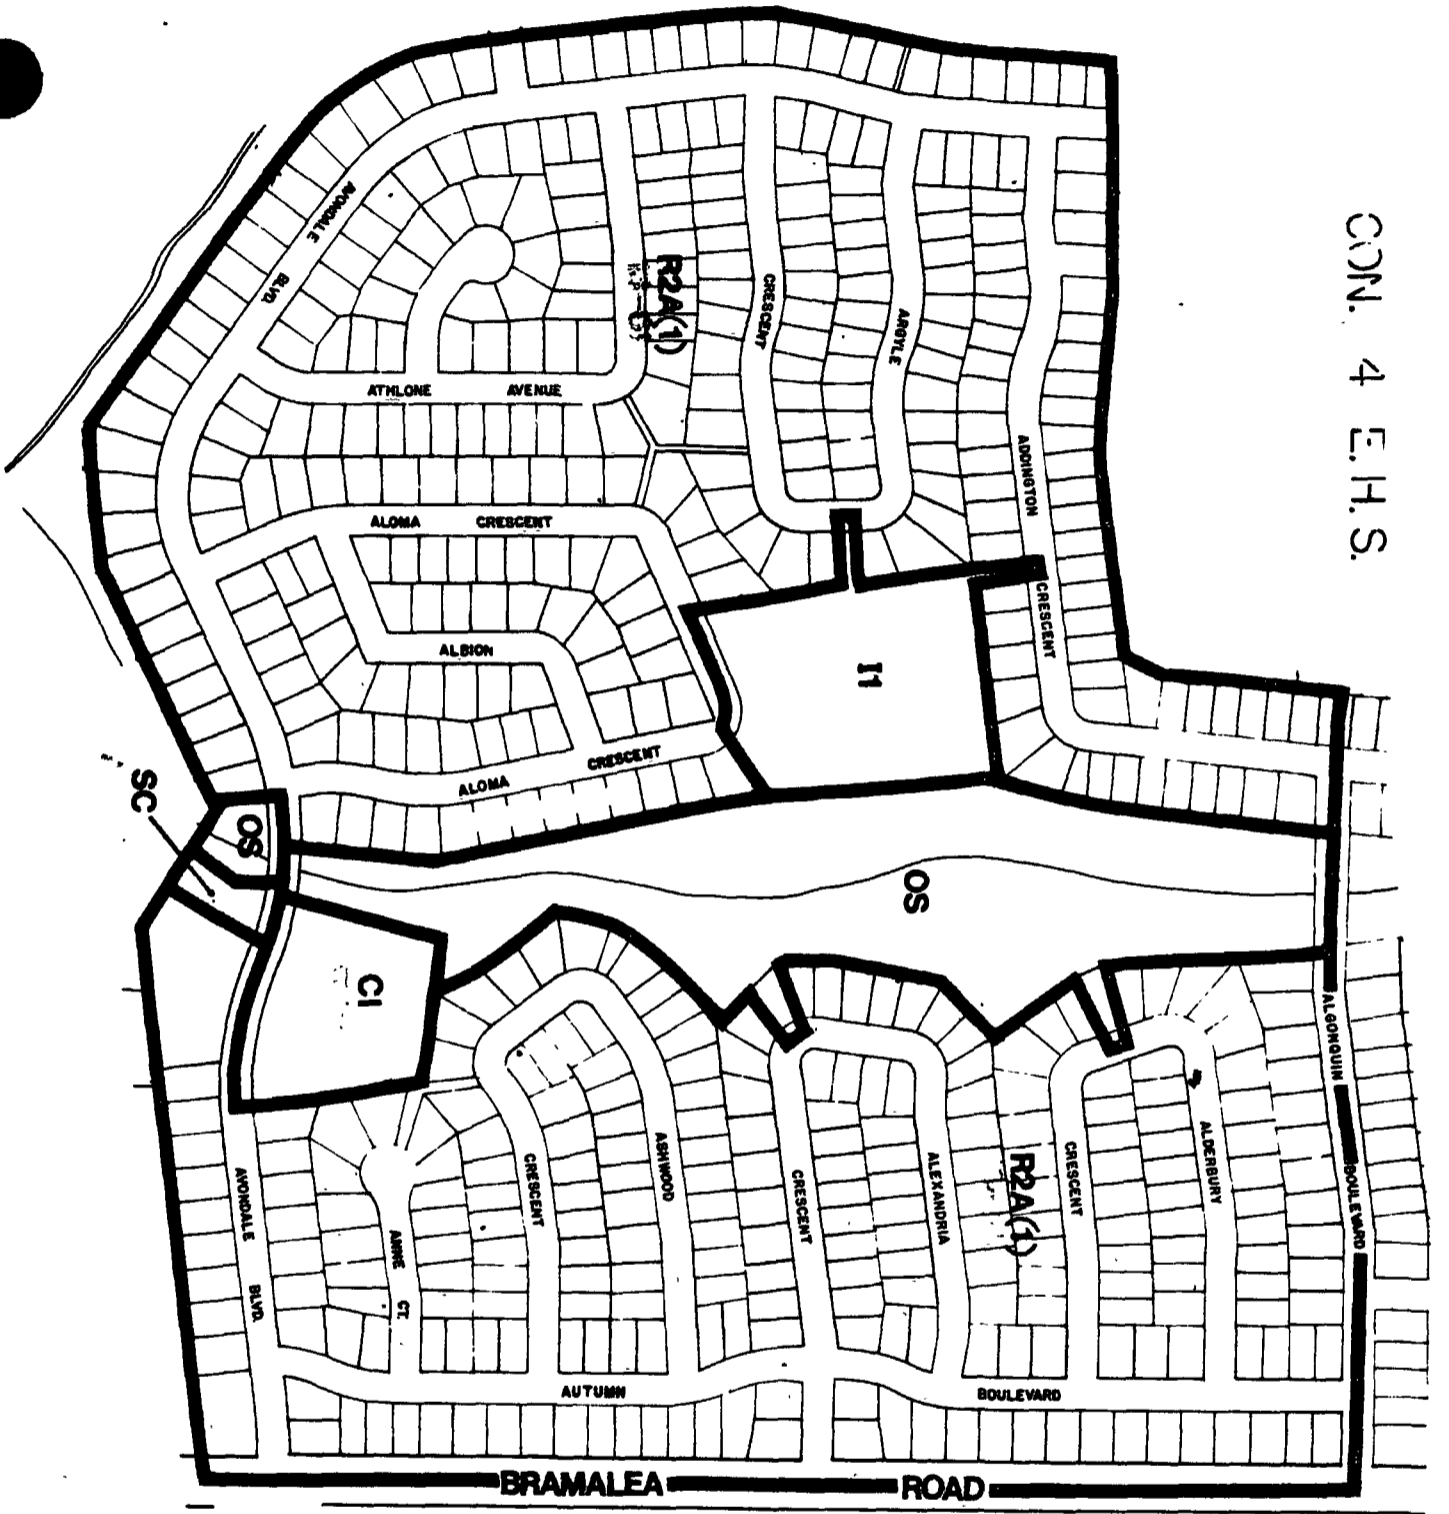 CON. 4 E.H.S.
AVONDALE
BLVD.
R2A(1)
CRESCENT
ARGYLE
ATHLONE AVENUE
ADDINGTON
CRESCENT
ALOMA CRESCENT
ALBION
I1
ALOMA CRESCENT
SC
OS
OS
C1
ALGONQUIN
BOULEVARD
ASHWOOD
CRESCENT
CRESCENT
ALEXANDRIA
R2A(1)
CRESCENT
ALDERBURY
AVONDALE
BLVD.
ANNE
CT.
AUTUMN BOULEVARD
BRAMALEA ROAD